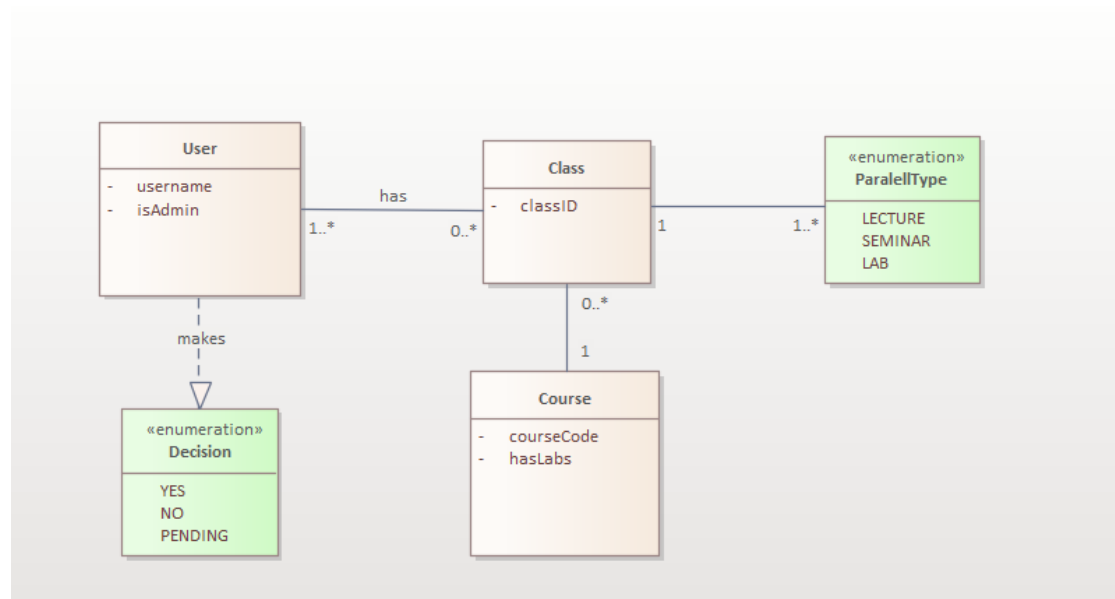 User
- username
- isAdmin
has
1..*
0..*
Class
- classID
1
1..*
«enumeration»
ParalellType
LECTURE
SEMINAR
LAB
makes
0..*
1
«enumeration»
Decision
YES
NO
PENDING
Course
- courseCode
- hasLabs